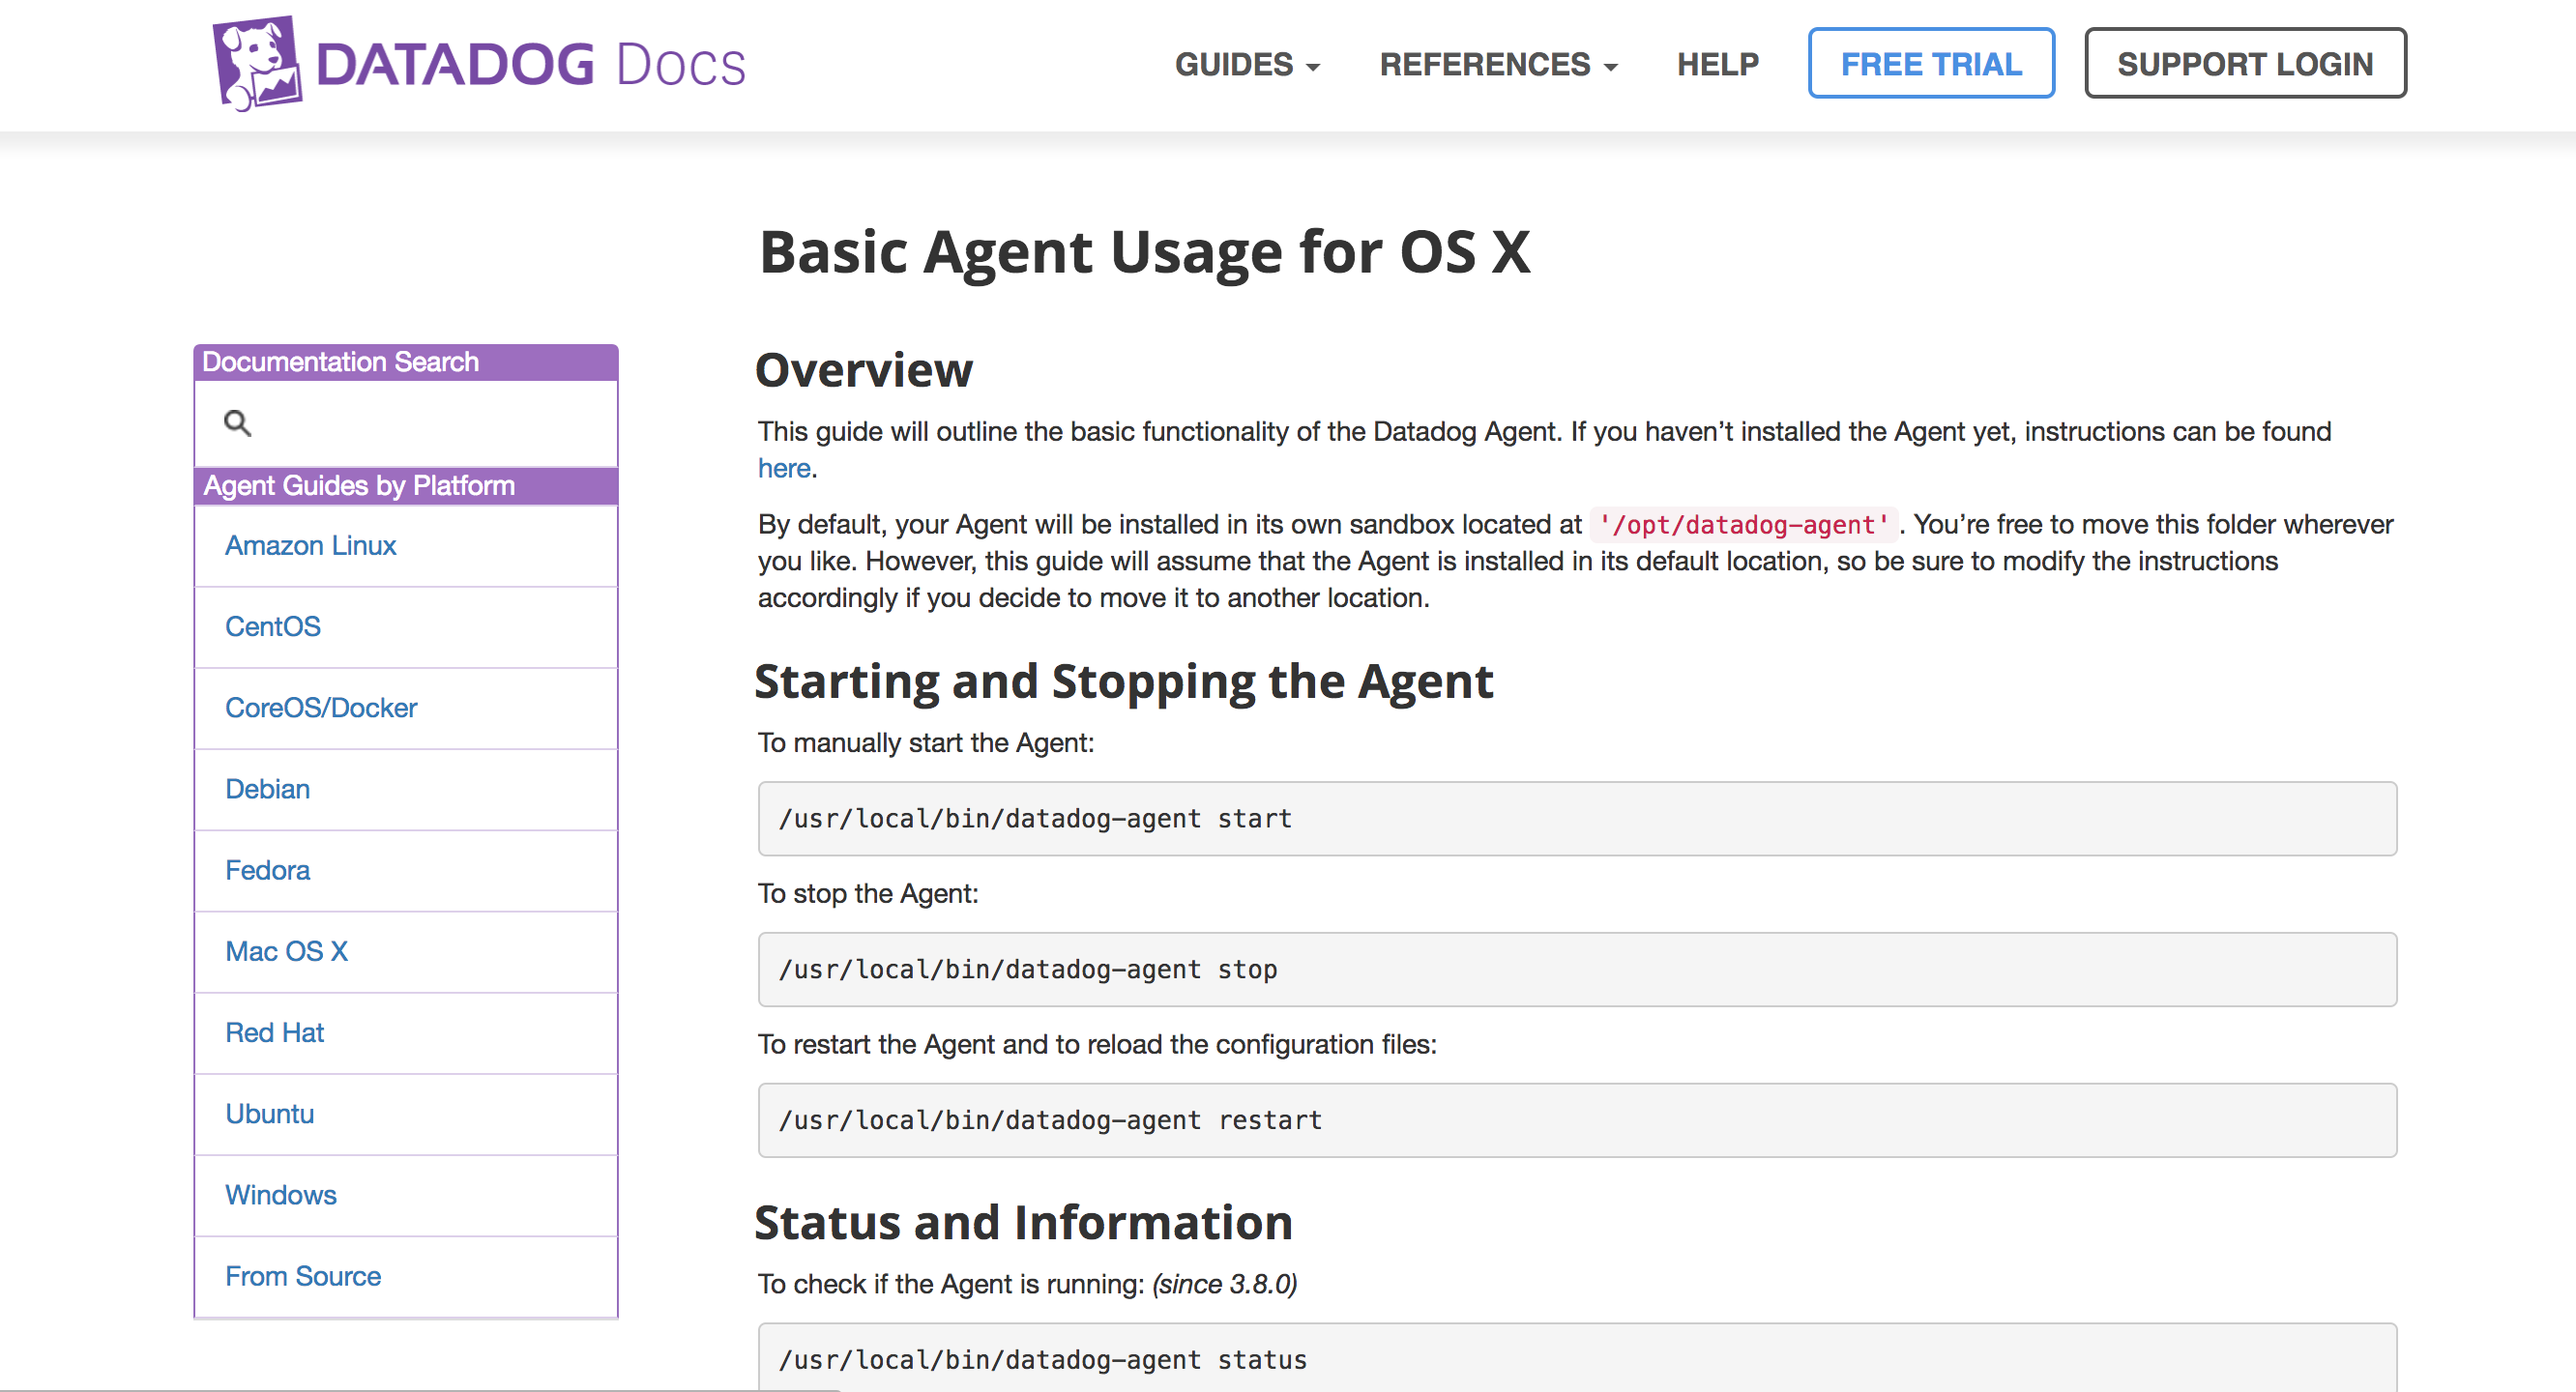 DATADOG Docs
GUIDES
REFERENCES
HELP
FREE TRIAL
SUPPORT LOGIN
Documentation Search
Agent Guides by Platform
Amazon Linux
CentOS
CoreOS/Docker
Debian
Fedora
Mac OS X
Red Hat
Ubuntu
Windows
From Source
Basic Agent Usage for OS X
Overview
This guide will outline the basic functionality of the Datadog Agent. If you haven’t installed the Agent yet, instructions can be found
here.
By default, your Agent will be installed in its own sandbox located at '/opt/datadog-agent'. You’re free to move this folder wherever
you like. However, this guide will assume that the Agent is installed in its default location, so be sure to modify the instructions
accordingly if you decide to move it to another location.
Starting and Stopping the Agent
To manually start the Agent:
/usr/local/bin/datadog-agent start
To stop the Agent:
/usr/local/bin/datadog-agent stop
To restart the Agent and to reload the configuration files:
/usr/local/bin/datadog-agent restart
Status and Information
To check if the Agent is running: (since 3.8.0)
/usr/local/bin/datadog-agent status